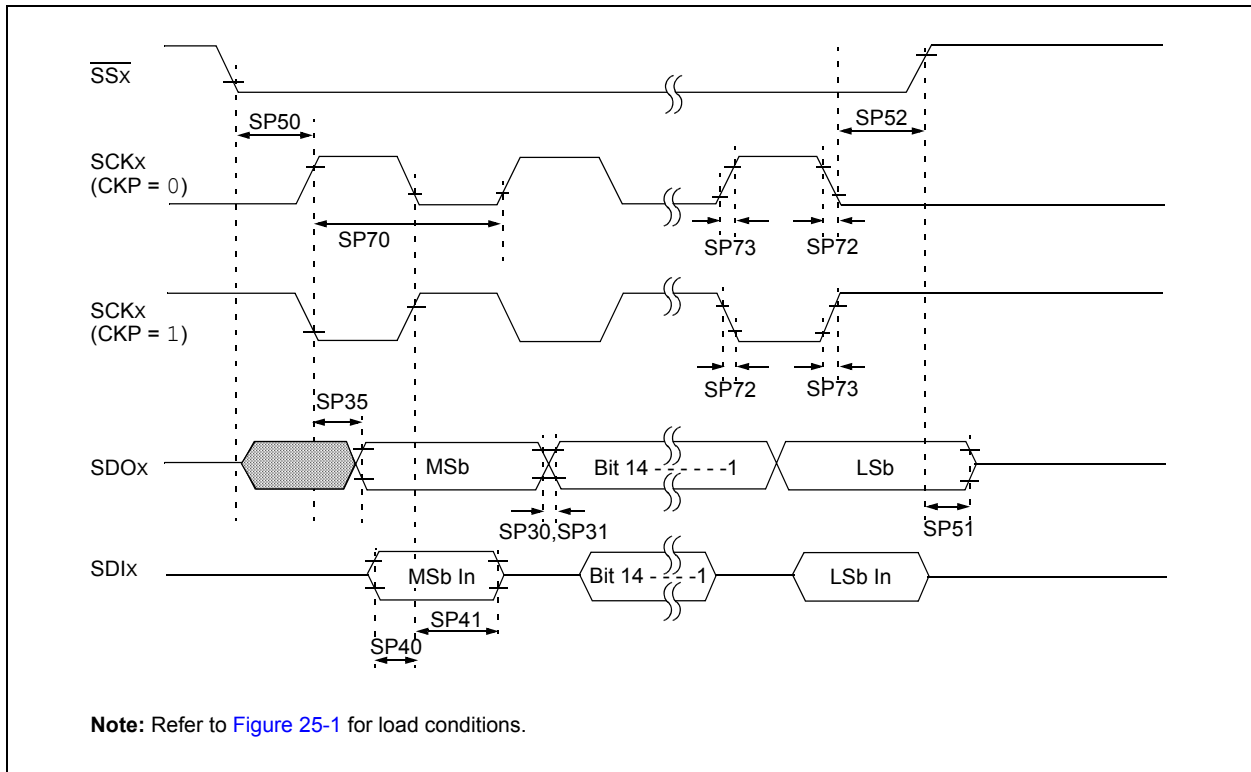 SSx
SP50
SP52
SCKx
(CKP = 0)
SP70
SP73
SP72
SCKx
(CKP = 1)
SP35
SP72
SP73
SDOx
MSb
Bit 14 - - - - - -1
LSb
SP30,SP31
SP51
SDIx
MSb In
Bit 14 - - - - -1
LSb In
SP41
SP40
Note: Refer to Figure 25-1 for load conditions.